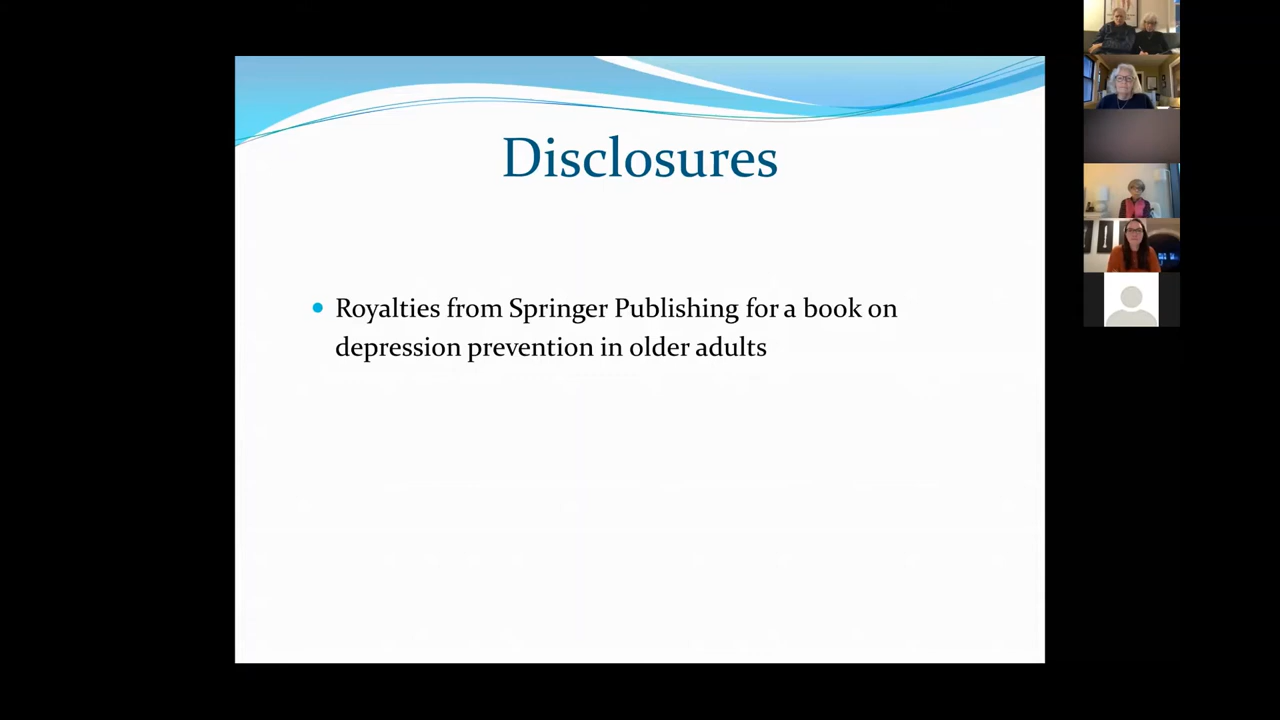 Disclosures
Royalties from Springer Publishing for a book on
depression prevention in older adults